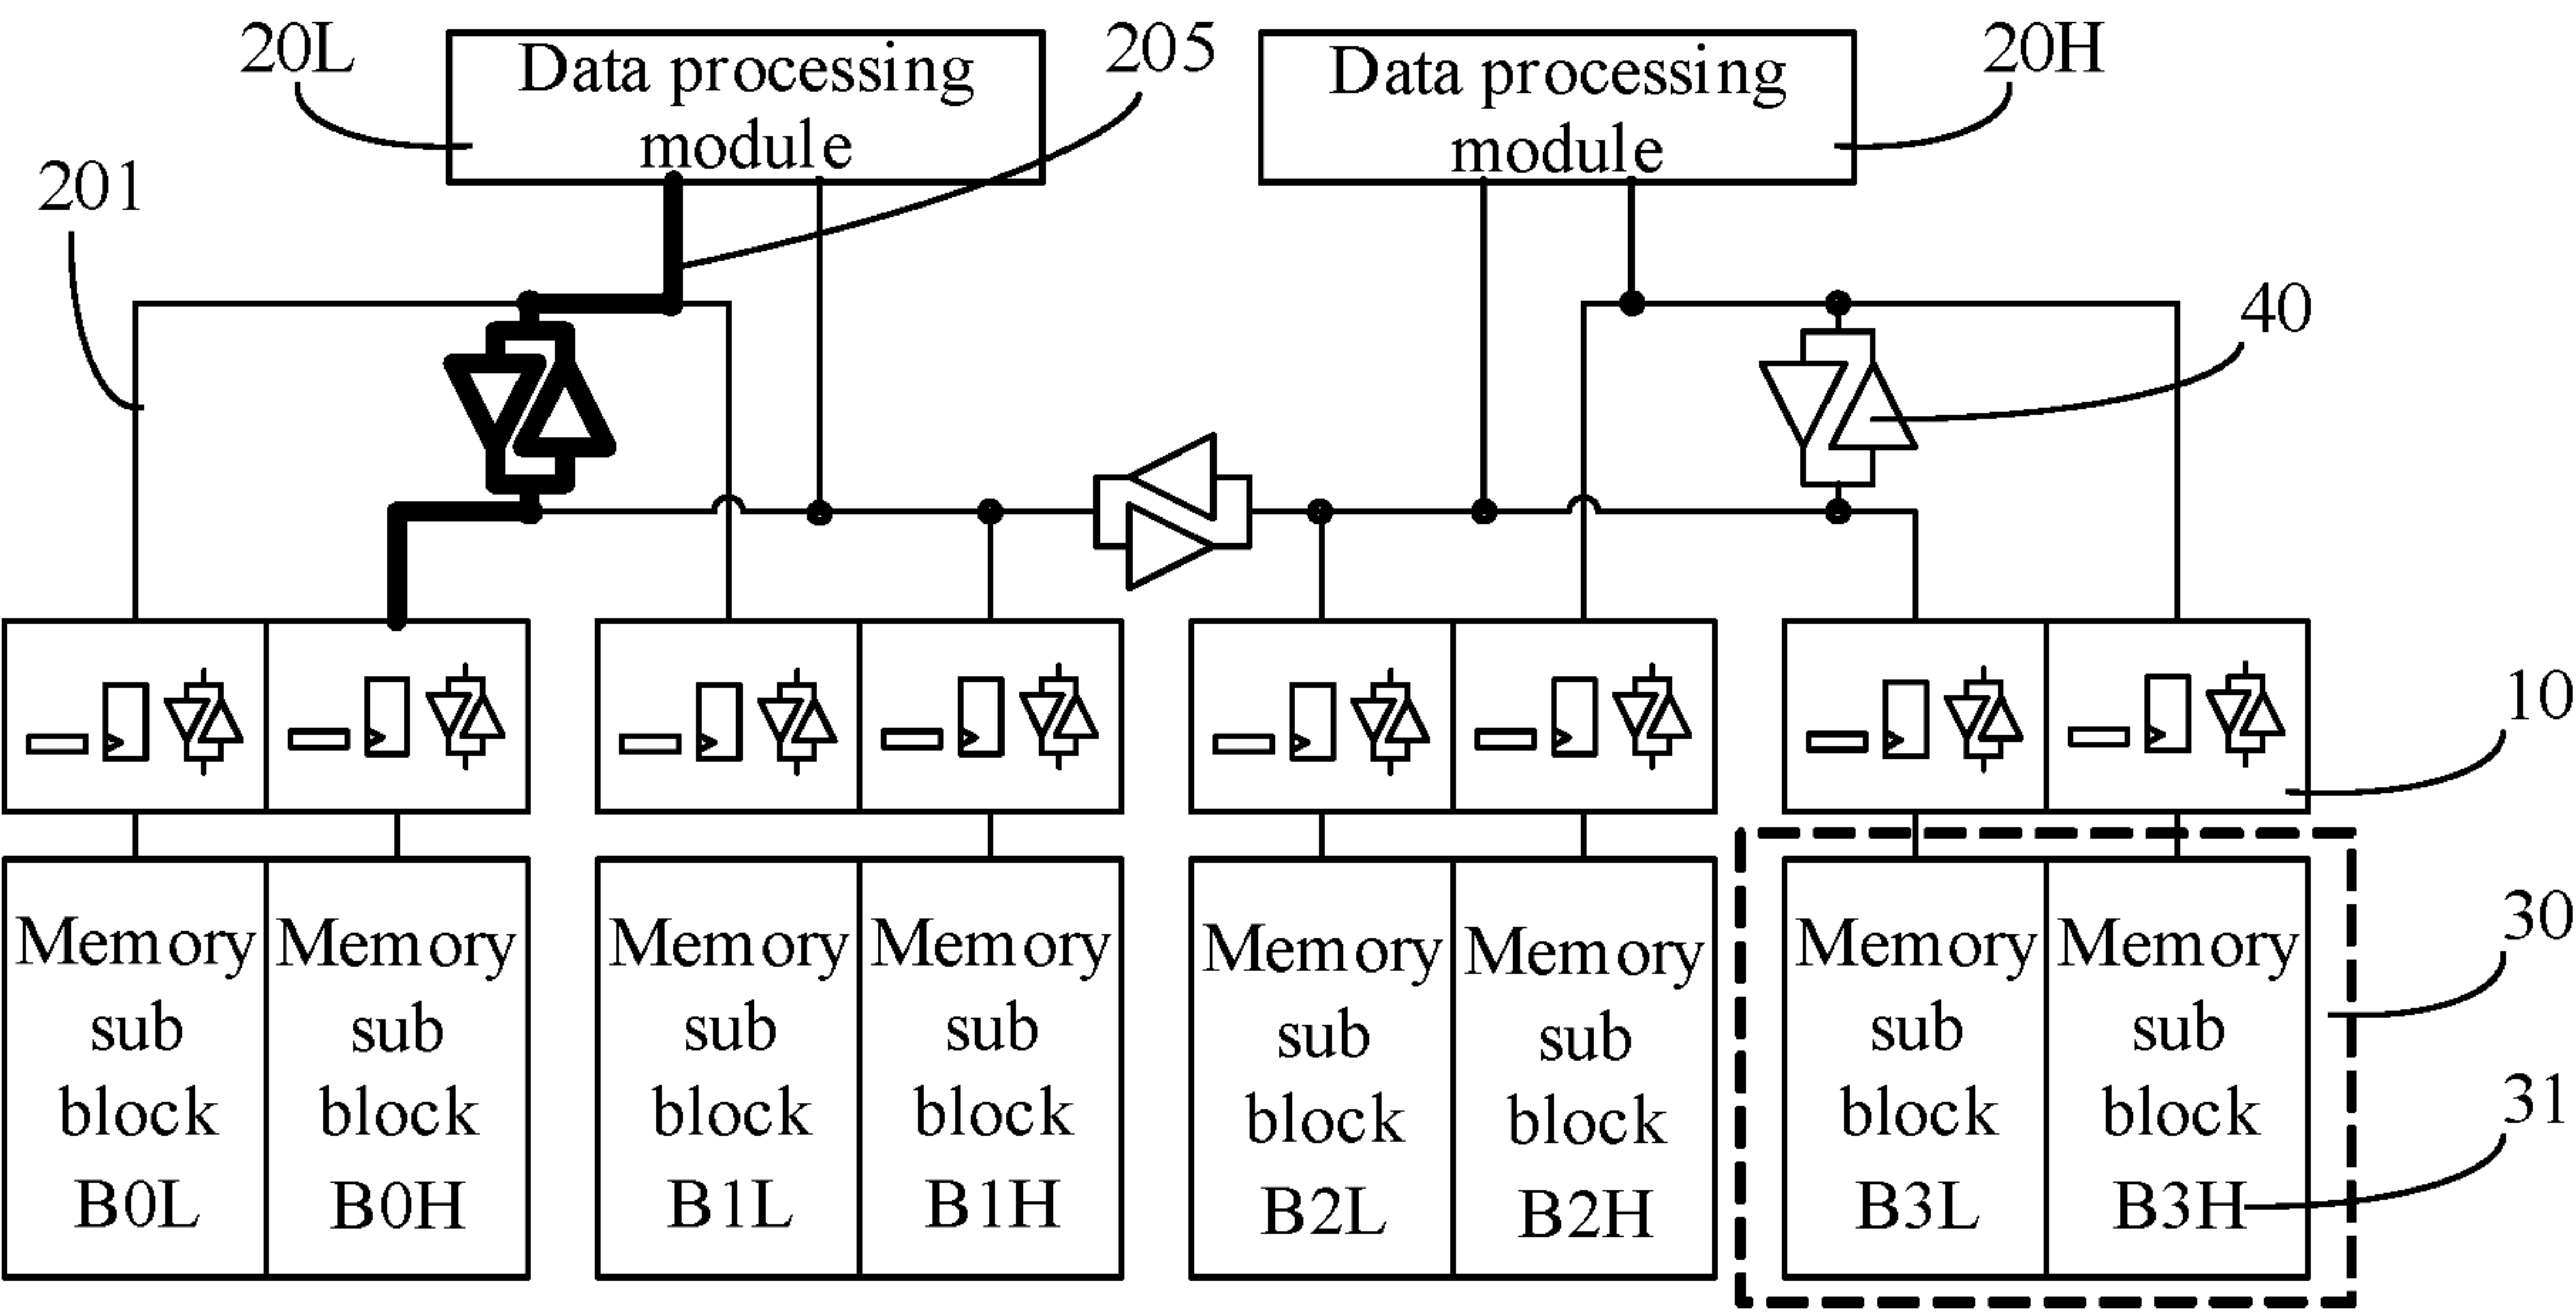 20L
Data processing
module
205
Data processing
module
20H
201
40
10
Memory
sub
block
B0L
Memory
sub
block
B0H
Memory
sub
block
B1L
Memory
sub
block
B1H
Memory
sub
block
B2L
Memory
sub
block
B2H
Memory
sub
block
B3L
Memory
sub
block
B3H
30
31